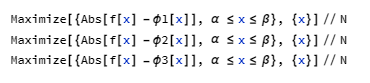 Maximize[{Abs[f[x] - ϕ1[x]], α ≤ x ≤ β}, {x}] // N
Maximize[{Abs[f[x] - ϕ2[x]], α ≤ x ≤ β}, {x}] // N
Maximize[{Abs[f[x] - ϕ3[x]], α ≤ x ≤ β}, {x}] // N